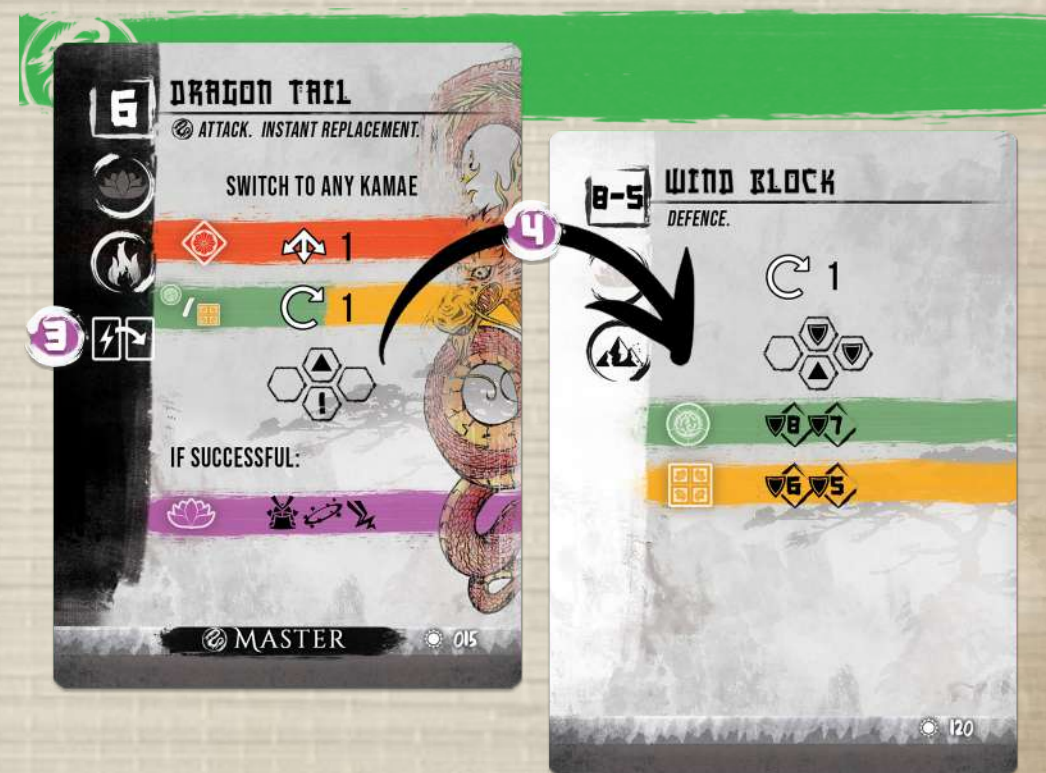 6
DRAGON TAIL
ATTACK. INSTANT REPLACEMENT.
SWITCH TO ANY KAMAE
1
/ 1
3
!
IF SUCCESSFUL:
MASTER
015
4
8-5
WIND BLOCK
DEFENCE.
1
8 7
6 5
120